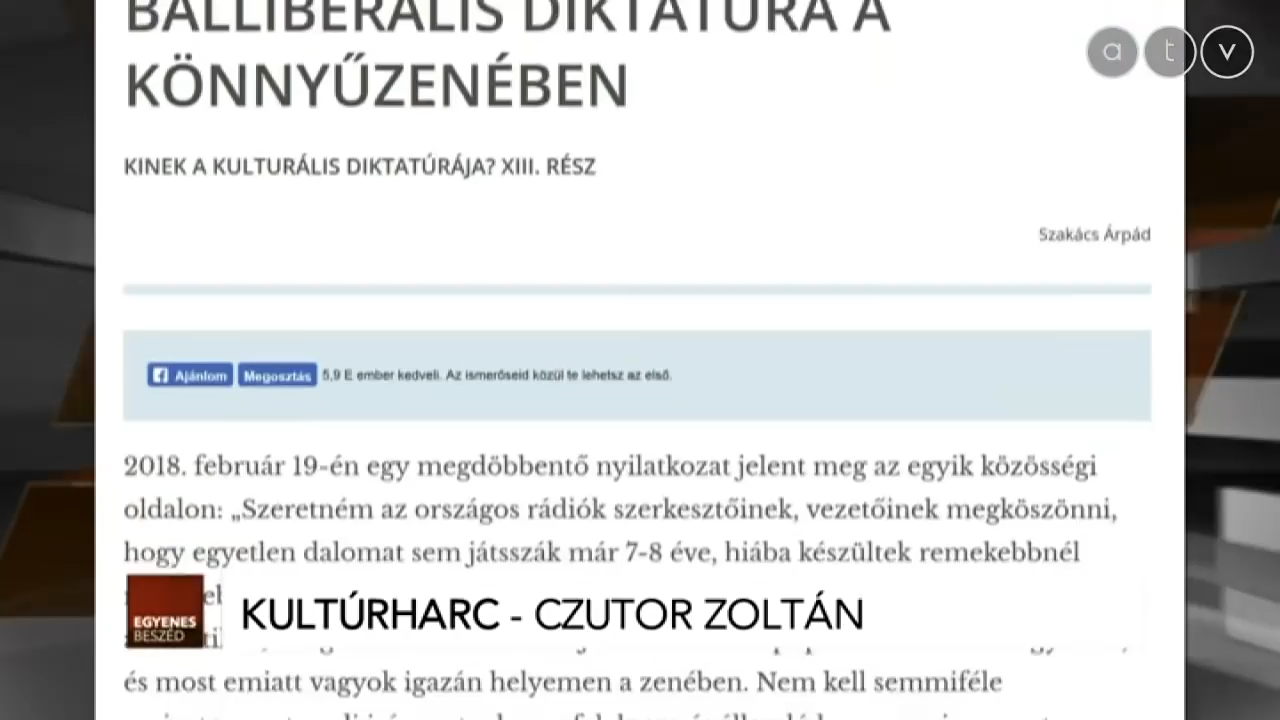 BALLIBERÁLIS DIKTATÚRA A
KÖNNYŰZENÉBEN
KINEK A KULTURÁLIS DIKTATÚRÁJA? XIII. RÉSZ
Szakács Árpád
Ajánlom Megosztás 5,9 E ember kedveli. Az ismerőseid közül te lehetsz az első.
2018. február 19-én egy megdöbbentő nyilatkozat jelent meg az egyik közösségi
oldalon: „Szeretném az országos rádiók szerkesztőinek, vezetőinek megköszönni,
hogy egyetlen dalomat sem játsszák már 7-8 éve, hiába készültek remekebbnél
EGYENES
BESZÉD
KULTÚRHARC - CZUTOR ZOLTÁN
és most emiatt vagyok igazán helyemen a zenében. Nem kell semmiféle
atv